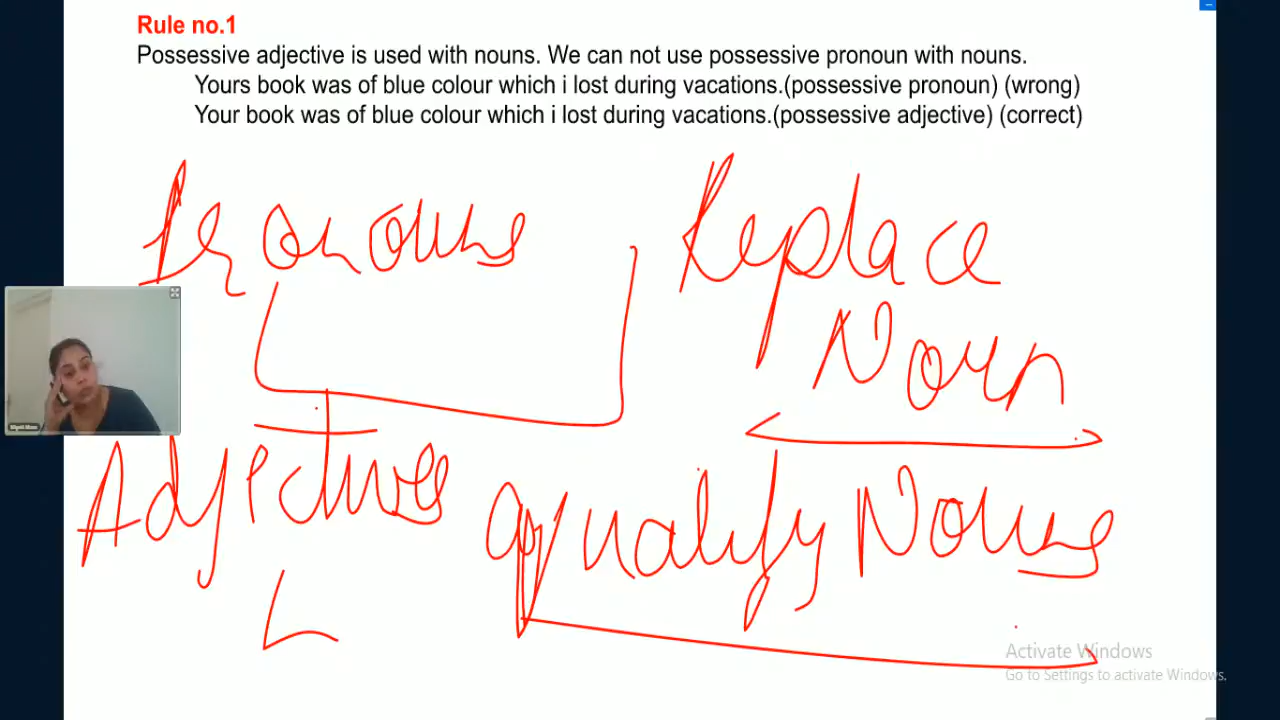 Rule no.1
Possessive adjective is used with nouns. We can not use possessive pronoun with nouns.
Yours book was of blue colour which i lost during vacations.(possessive pronoun) (wrong)
Your book was of blue colour which i lost during vacations.(possessive adjective) (correct)
Pronouns Replace
Noun
Adjectives qualify Nouns
Activate Windows
Go to Settings to activate Windows.